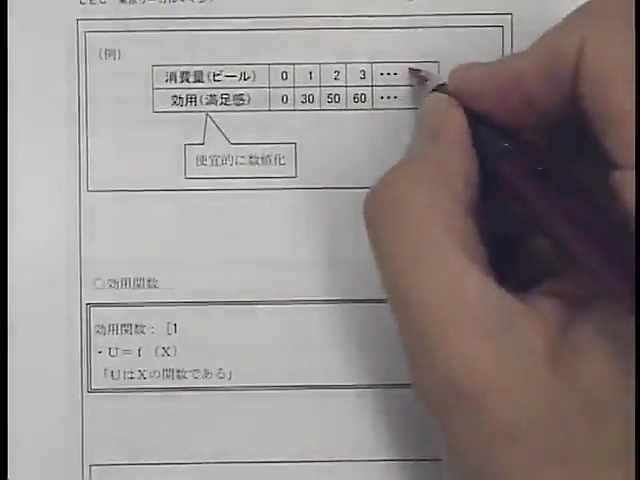 (例)
消費量(ビール) 0 1 2 3 …
効用(満足感) 0 30 50 60 …
便宜的に数値化
○効用関数
効用関数：[1
・U＝f（X）
「UはXの関数である」